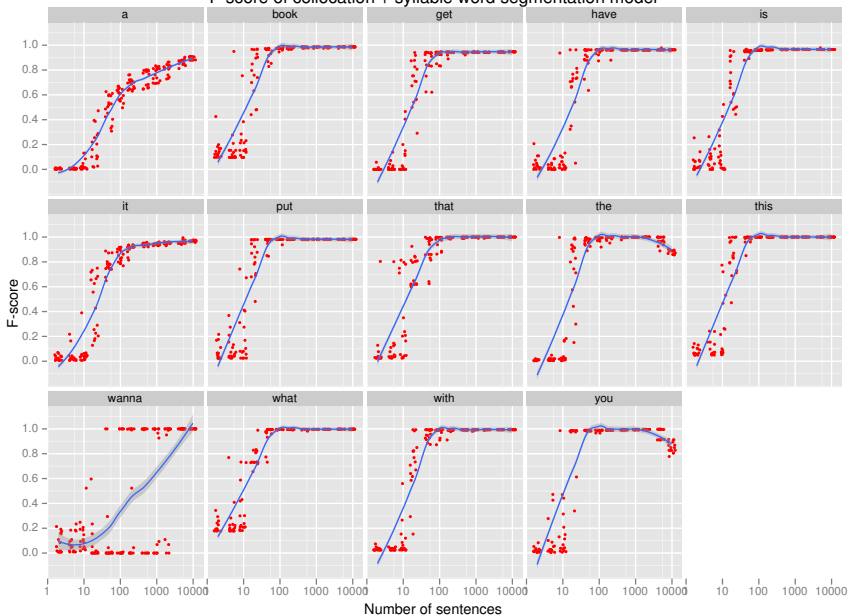 F-score of collocation + syllable word segmentation model
a book get have is
1.0
0.8
0.6
0.4
0.2
0.0
it put that the this
1.0
0.8
0.6
0.4
0.2
0.0
wanna what with you
1.0
0.8
0.6
0.4
0.2
0.0
1 10 100 1000 10000 1 10 100 1000 10000 1 10 100 1000 10000 1 10 100 1000 10000 1 10 100 1000 10000
F-score
Number of sentences